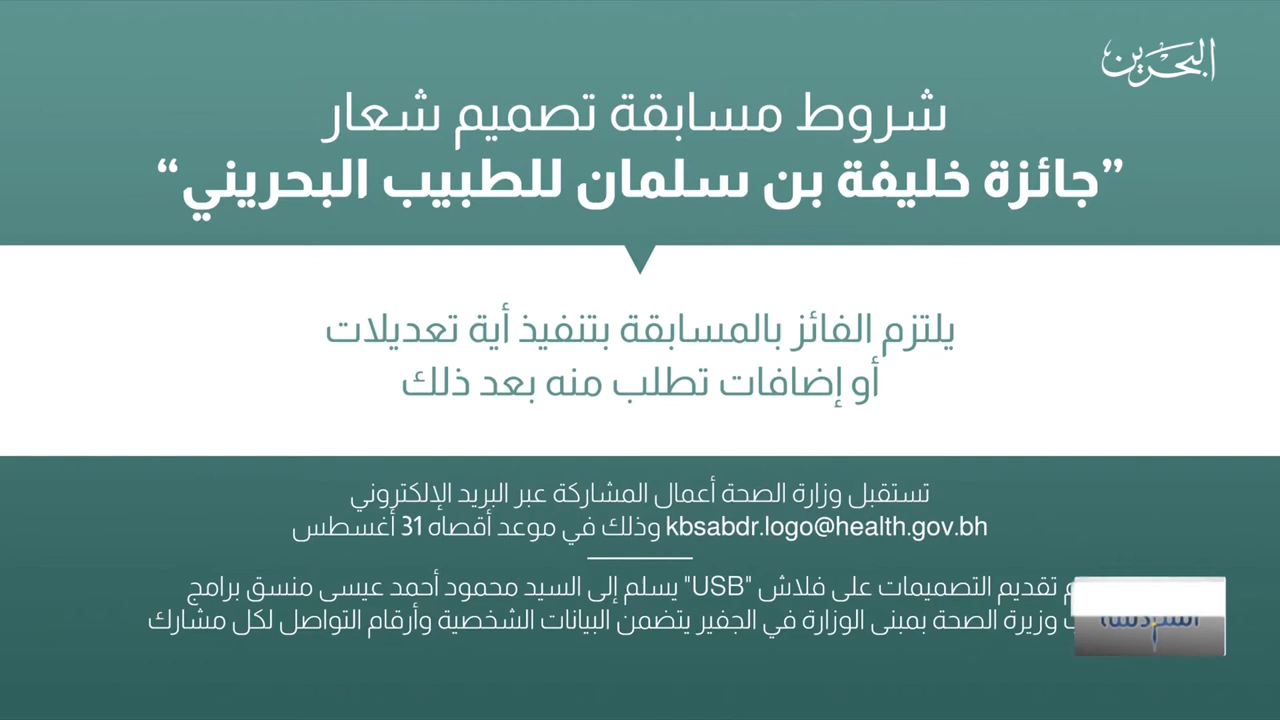 البحرين
شروط مسابقة تصميم شعار
”جائزة خليفة بن سلمان للطبيب البحريني“
يلتزم الفائز بالمسابقة بتنفيذ أية تعديلات
أو إضافات تطلب منه بعد ذلك
تستقبل وزارة الصحة أعمال المشاركة عبر البريد الإلكتروني
kbsabdr.logo@health.gov.bh وذلك في موعد أقصاه 31 أغسطس
تقديم التصميمات على فلاش "USB" يسلم إلى السيد محمود أحمد عيسى منسق برامج
وزيرة الصحة بمبنى الوزارة في الجفير يتضمن البيانات الشخصية وأرقام التواصل لكل مشارك